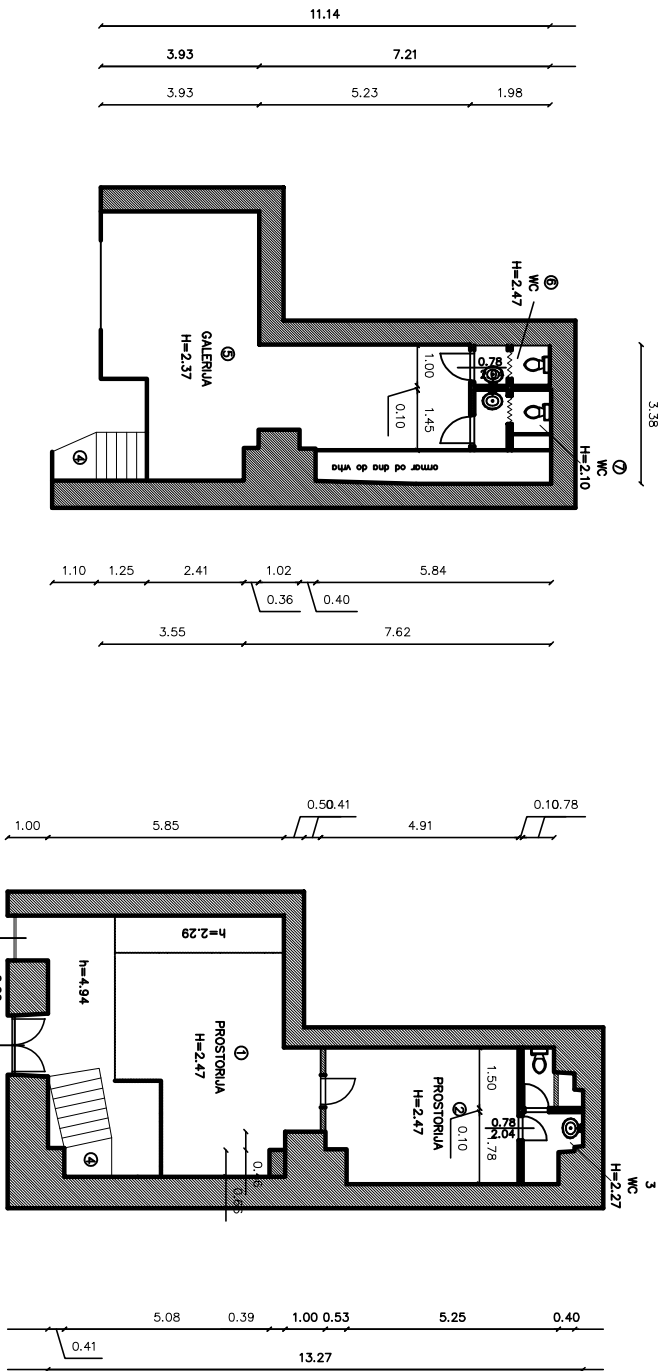 11.14
3.93 7.21
3.93 5.23 1.98
⑥
WC
H=2.47
⑤
GALERIJA
H=2.37
0.78
1.00
0.10
1.45
3.38
⑦
WC
H=2.10
ormar od dna do vrha
④
1.10 1.25 2.41 1.02 5.84
0.36 0.40
3.55 7.62
0.50 0.41 0.10 0.78
1.00 5.85 4.91
h=2.29
h=4.94
①
PROSTORIJA
H=2.47
②
PROSTORIJA
H=2.47
1.50
0.10
1.78
0.78
2.04
3
WC
H=2.27
④
5.08 0.39 1.00 0.53 5.25 0.40
0.41
13.27